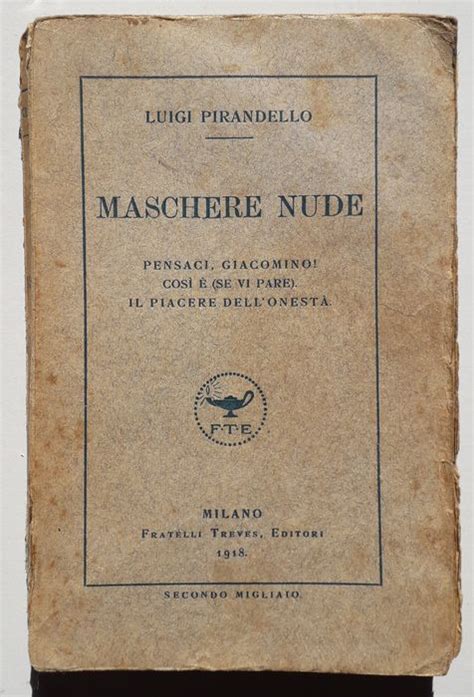 LUIGI PIRANDELLO
MASCHERE NUDE
PENSACI, GIACOMINO!
COSÌ È (SE VI PARE).
IL PIACERE DELL'ONESTÀ.
F·T·E
MILANO
FRATELLI TREVES, EDITORI
1918.
SECONDO MIGLIAIO